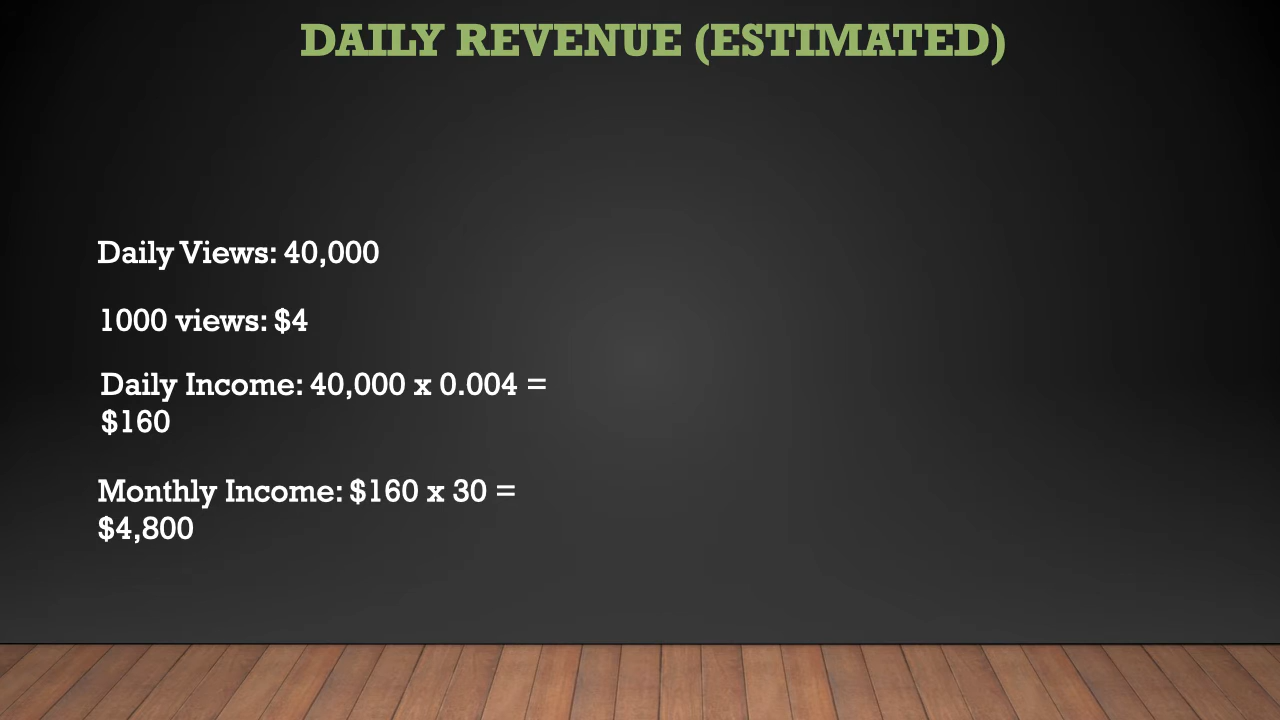 DAILY REVENUE (ESTIMATED)
Daily Views: 40,000
1000 views: $4
Daily Income: 40,000 x 0.004 =
$160
Monthly Income: $160 x 30 =
$4,800